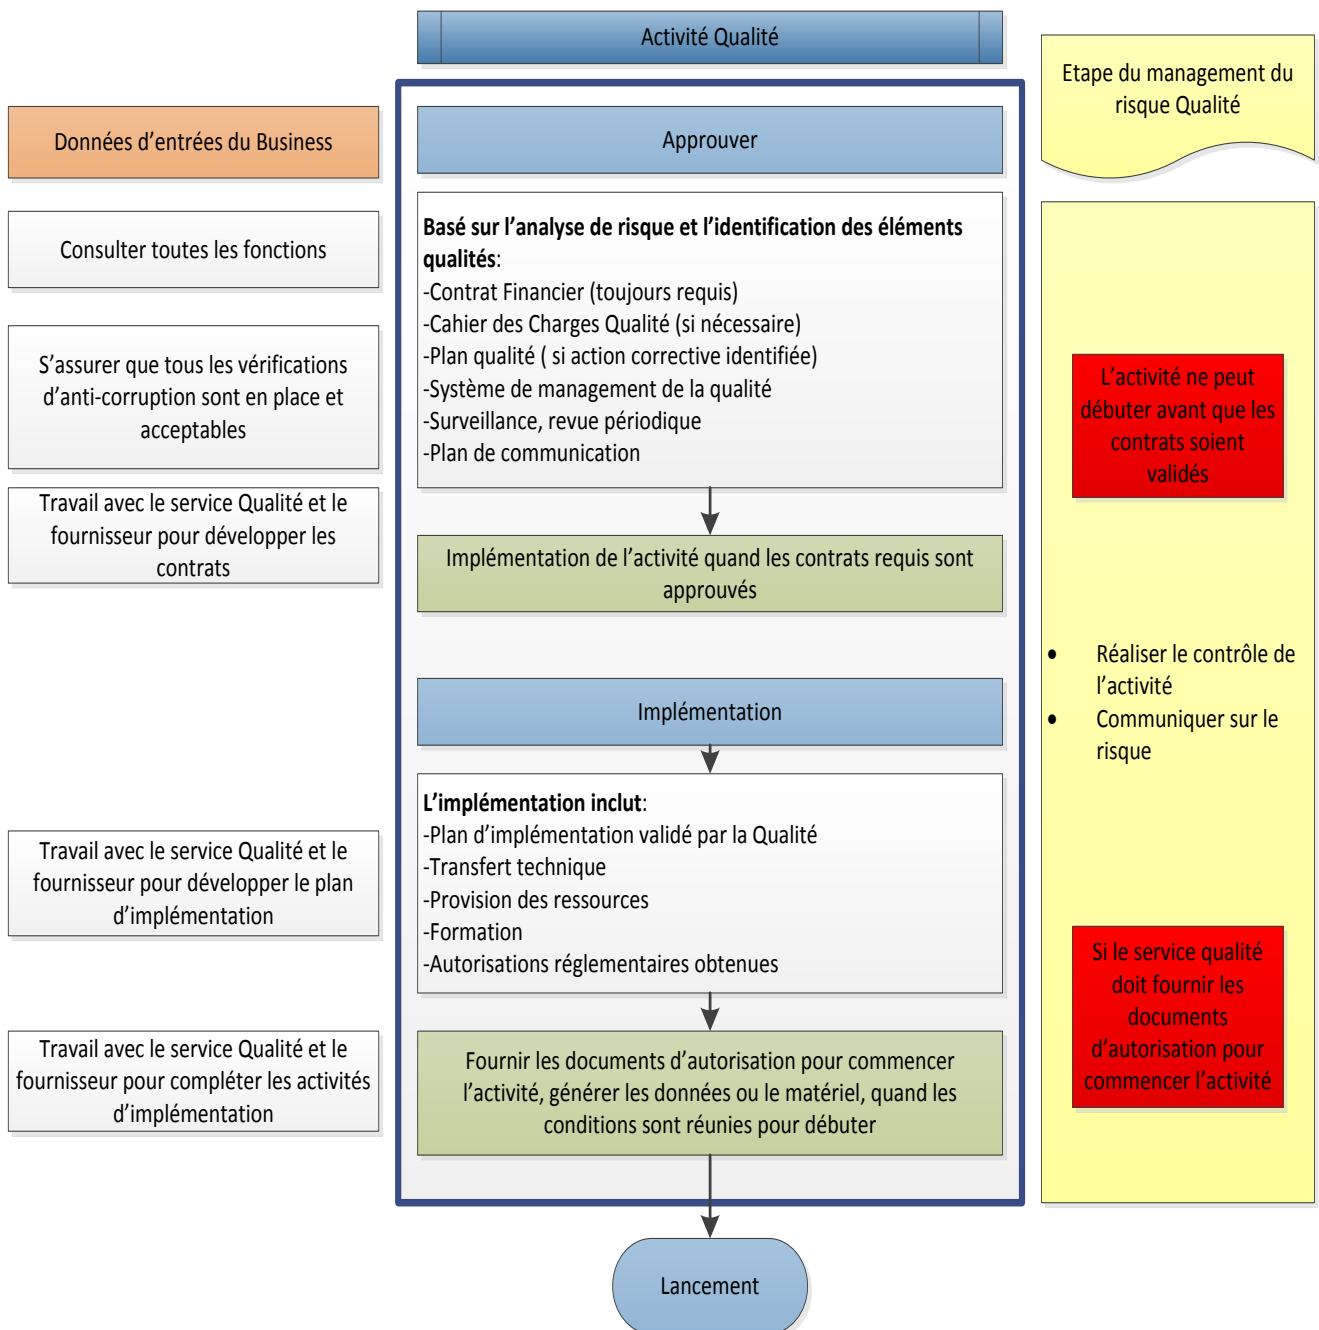 Activité Qualité
Etape du management du
risque Qualité
Données d'entrées du Business
Approuver
Consulter toutes les fonctions
S'assurer que tous les vérifications
d'anti-corruption sont en place et
acceptables
Travail avec le service Qualité et le
fournisseur pour développer les
contrats
Basé sur l'analyse de risque et l'identification des éléments
qualités:
-Contrat Financier (toujours requis)
-Cahier des Charges Qualité (si nécessaire)
-Plan qualité ( si action corrective identifiée)
-Système de management de la qualité
-Surveillance, revue périodique
-Plan de communication
L'activité ne peut
débuter avant que les
contrats soient
validés
Implémentation de l'activité quand les contrats requis sont
approuvés
• Réaliser le contrôle de
l'activité
• Communiquer sur le
risque
Implémentation
Travail avec le service Qualité et le
fournisseur pour développer le plan
d'implémentation
L'implémentation inclut:
-Plan d'implémentation validé par la Qualité
-Transfert technique
-Provision des ressources
-Formation
-Autorisations réglementaires obtenues
Si le service qualité
doit fournir les
documents
d'autorisation pour
commencer l'activité
Travail avec le service Qualité et le
fournisseur pour compléter les activités
d'implémentation
Fournir les documents d'autorisation pour commencer
l'activité, générer les données ou le matériel, quand les
conditions sont réunies pour débuter
Lancement